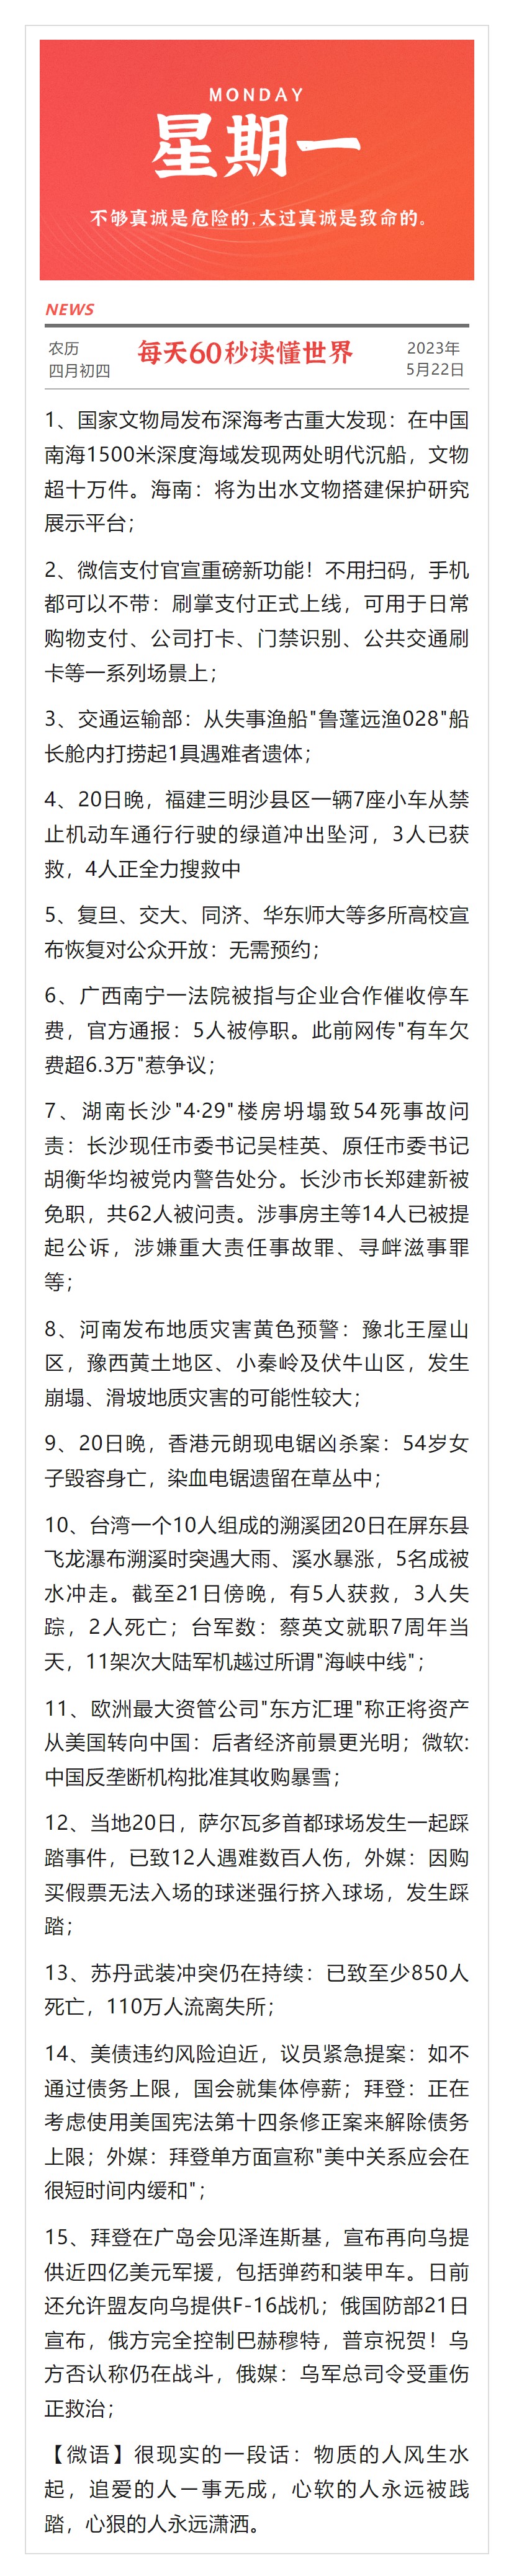 MONDAY
星期一
不够真诚是危险的,太过真诚是致命的。
NEWS
农历
四月初四
每天60秒读懂世界
2023年
5月22日
1、国家文物局发布深海考古重大发现：在中国
南海1500米深度海域发现两处明代沉船，文物
超十万件。海南：将为出水文物搭建保护研究
展示平台；
2、微信支付官宣重磅新功能！不用扫码，手机
都可以不带：刷掌支付正式上线，可用于日常
购物支付、公司打卡、门禁识别、公共交通刷
卡等一系列场景上；
3、交通运输部：从失事渔船"鲁蓬远渔028"船
长舱内打捞起1具遇难者遗体；
4、20日晚，福建三明沙县区一辆7座小车从禁
止机动车通行行驶的绿道冲出坠河，3人已获
救，4人正全力搜救中
5、复旦、交大、同济、华东师大等多所高校宣
布恢复对公众开放：无需预约；
6、广西南宁一法院被指与企业合作催收停车
费，官方通报：5人被停职。此前网传"有车欠
费超6.3万"惹争议；
7、湖南长沙"4·29"楼房坍塌致54死事故问
责：长沙现任市委书记吴桂英、原任市委书记
胡衡华均被党内警告处分。长沙市长郑建新被
免职，共62人被问责。涉事房主等14人已被提
起公诉，涉嫌重大责任事故罪、寻衅滋事罪
等；
8、河南发布地质灾害黄色预警：豫北王屋山
区，豫西黄土地区、小秦岭及伏牛山区，发生
崩塌、滑坡地质灾害的可能性较大；
9、20日晚，香港元朗现电锯凶杀案：54岁女
子毁容身亡，染血电锯遗留在草丛中；
10、台湾一个10人组成的溯溪团20日在屏东县
飞龙瀑布溯溪时突遇大雨、溪水暴涨，5名成被
水冲走。截至21日傍晚，有5人获救，3人失
踪，2人死亡；台军数：蔡英文就职7周年当
天，11架次大陆军机越过所谓"海峡中线"；
11、欧洲最大资管公司"东方汇理"称正将资产
从美国转向中国：后者经济前景更光明；微软:
中国反垄断机构批准其收购暴雪；
12、当地20日，萨尔瓦多首都球场发生一起踩
踏事件，已致12人遇难数百人伤，外媒：因购
买假票无法入场的球迷强行挤入球场，发生踩
踏；
13、苏丹武装冲突仍在持续：已致至少850人
死亡，110万人流离失所；
14、美债违约风险迫近，议员紧急提案：如不
通过债务上限，国会就集体停薪；拜登：正在
考虑使用美国宪法第十四条修正案来解除债务
上限；外媒：拜登单方面宣称"美中关系应会在
很短时间内缓和"；
15、拜登在广岛会见泽连斯基，宣布再向乌提
供近四亿美元军援，包括弹药和装甲车。日前
还允许盟友向乌提供F-16战机；俄国防部21日
宣布，俄方完全控制巴赫穆特，普京祝贺！乌
方否认称仍在战斗，俄媒：乌军总司令受重伤
正救治；
【微语】很现实的一段话：物质的人风生水
起，追爱的人一事无成，心软的人永远被践
踏，心狠的人永远潇洒。